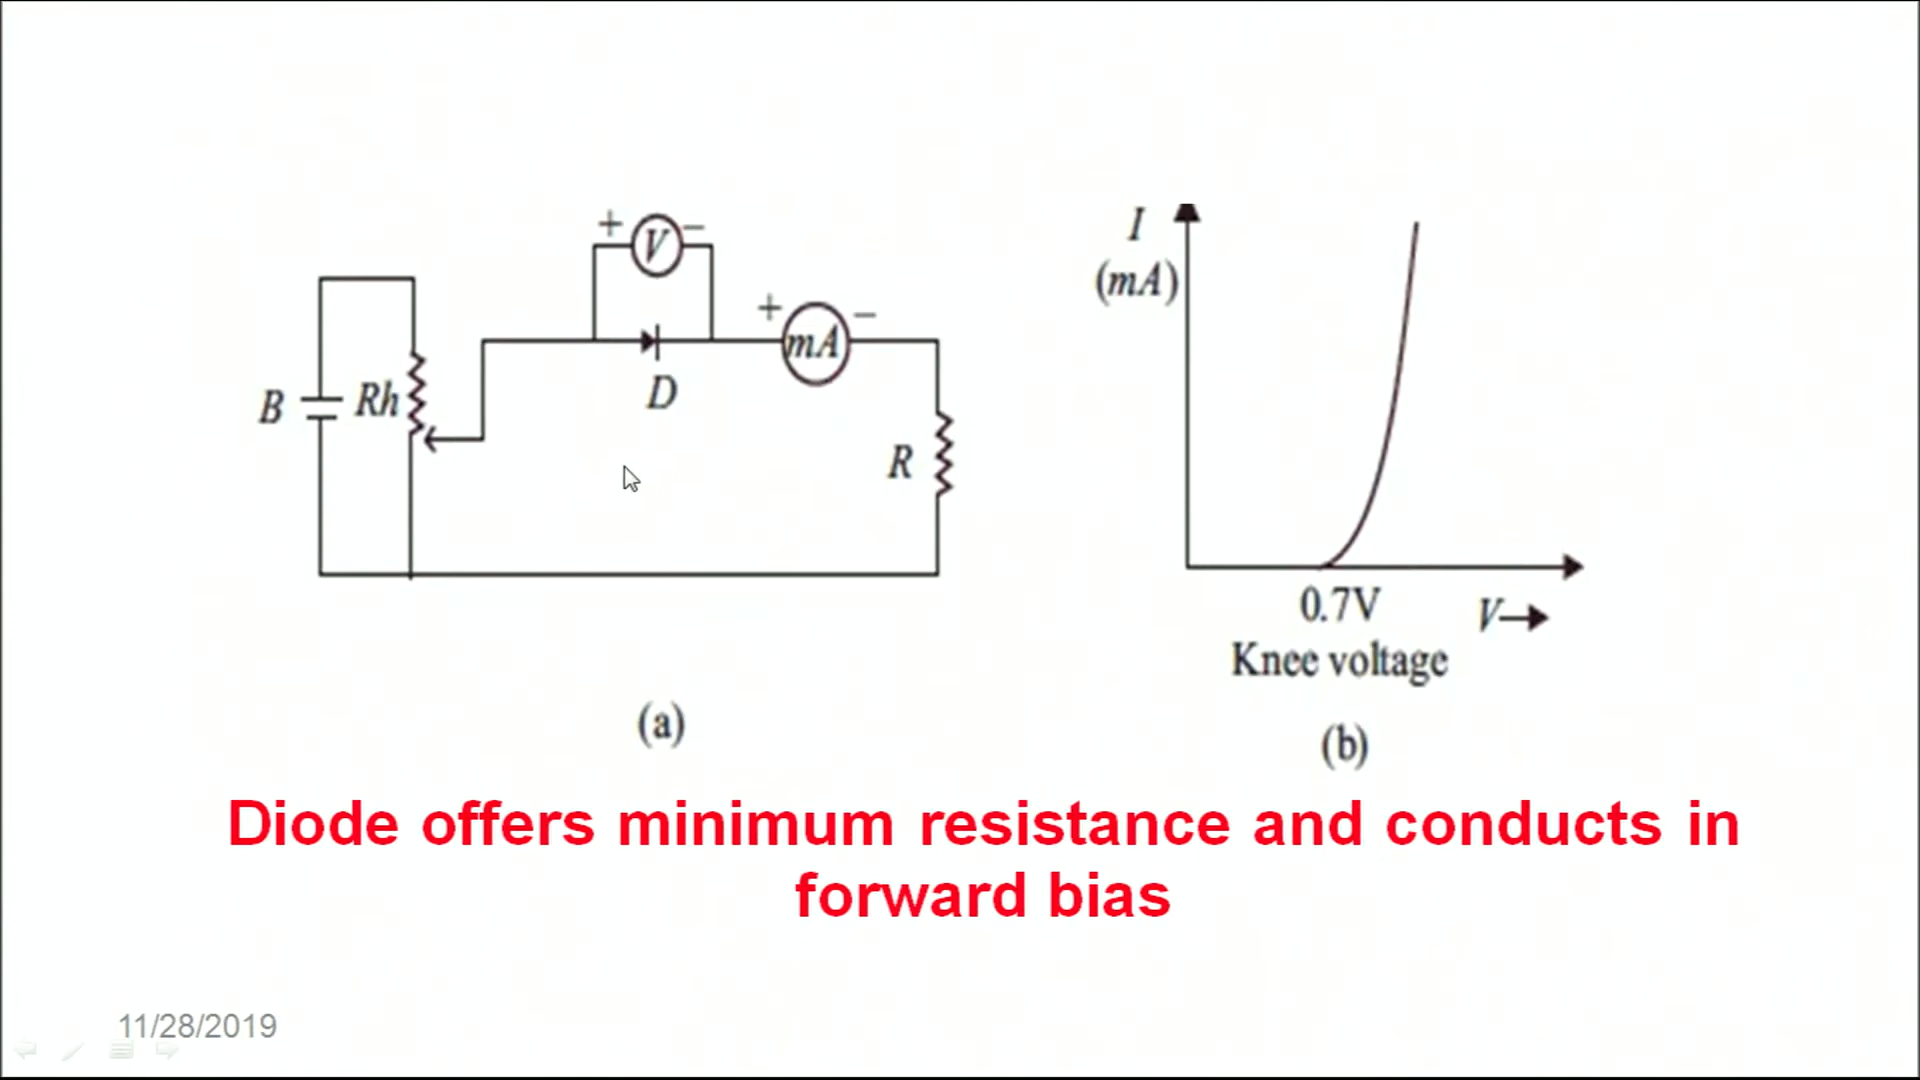 + V −
+ mA −
B
Rh
D
R
(a)
I
(mA)
0.7V
V
Knee voltage
(b)
Diode offers minimum resistance and conducts in
forward bias
11/28/2019